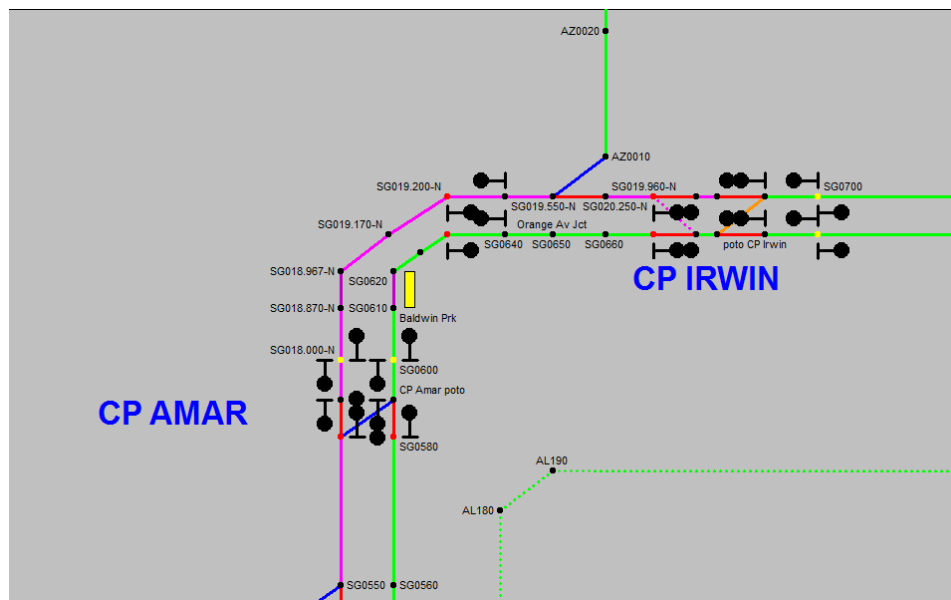 AZ0020
AZ0010
SG019.200-N
SG019.960-N
SG0700
SG019.550-N
SG020.250-N
SG019.170-N
Orange Av Jct
SG0640
SG0650
SG0660
poto CP Irwin
SG018.967-N
SG0620
CP IRWIN
SG018.870-N
SG0610
Baldwin Prk
SG018.000-N
SG0600
CP Amar poto
CP AMAR
SG0580
AL190
AL180
SG0550
SG0560